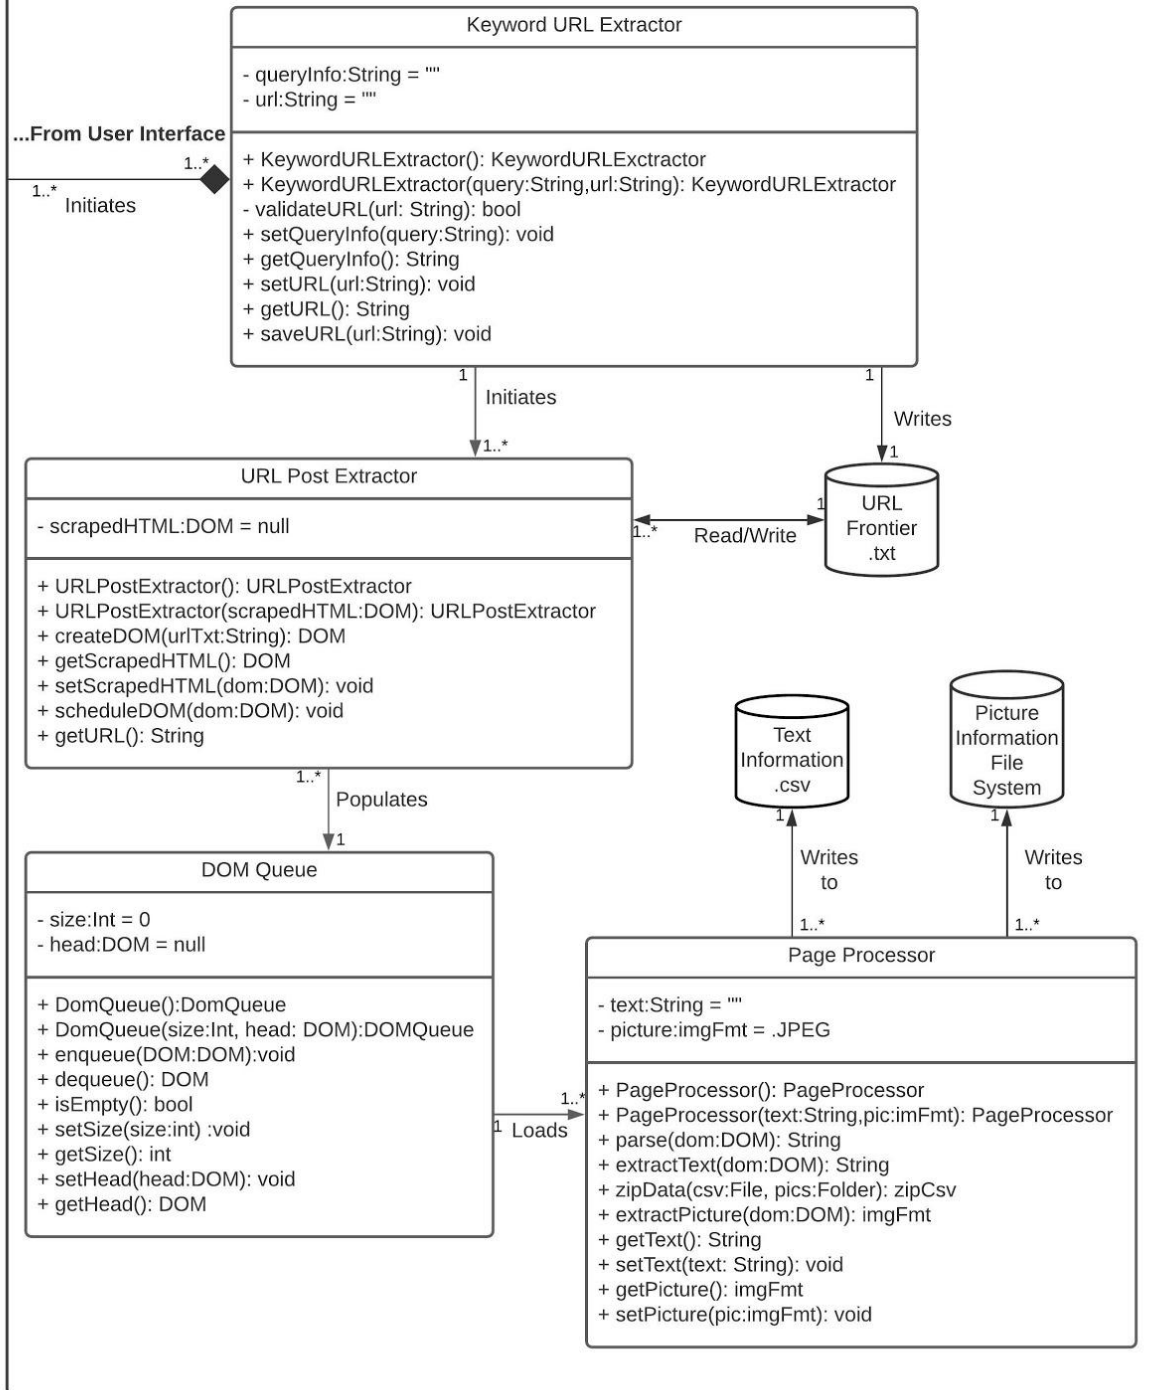 Keyword URL Extractor
- queryInfo:String = ""
- url:String = ""
...From User Interface
1..*
1..*
Initiates
+ KeywordURLExtractor(): KeywordURLExctractor
+ KeywordURLExtractor(query:String,url:String): KeywordURLExtractor
- validateURL(url: String): bool
+ setQueryInfo(query:String): void
+ getQueryInfo(): String
+ setURL(url:String): void
+ getURL(): String
+ saveURL(url:String): void
1
Initiates
1..*
1
Writes
1
URL Post Extractor
- scrapedHTML:DOM = null
+ URLPostExtractor(): URLPostExtractor
+ URLPostExtractor(scrapedHTML:DOM): URLPostExtractor
+ createDOM(urlTxt:String): DOM
+ getScrapedHTML(): DOM
+ setScrapedHTML(dom:DOM): void
+ scheduleDOM(dom:DOM): void
+ getURL(): String
1..*
Read/Write
1
URL
Frontier
.txt
1..*
Populates
1
Text
Information
.csv
Picture
Information
File
System
1
Writes
to
1..*
1
Writes
to
1..*
DOM Queue
- size:Int = 0
- head:DOM = null
+ DomQueue():DomQueue
+ DomQueue(size:Int, head: DOM):DOMQueue
+ enqueue(DOM:DOM):void
+ dequeue(): DOM
+ isEmpty(): bool
+ setSize(size:int) :void
+ getSize(): int
+ setHead(head:DOM): void
+ getHead(): DOM
1
Loads
1..*
Page Processor
- text:String = ""
- picture:imgFmt = .JPEG
+ PageProcessor(): PageProcessor
+ PageProcessor(text:String,pic:imFmt): PageProcessor
+ parse(dom:DOM): String
+ extractText(dom:DOM): String
+ zipData(csv:File, pics:Folder): zipCsv
+ extractPicture(dom:DOM): imgFmt
+ getText(): String
+ setText(text: String): void
+ getPicture(): imgFmt
+ setPicture(pic:imgFmt): void